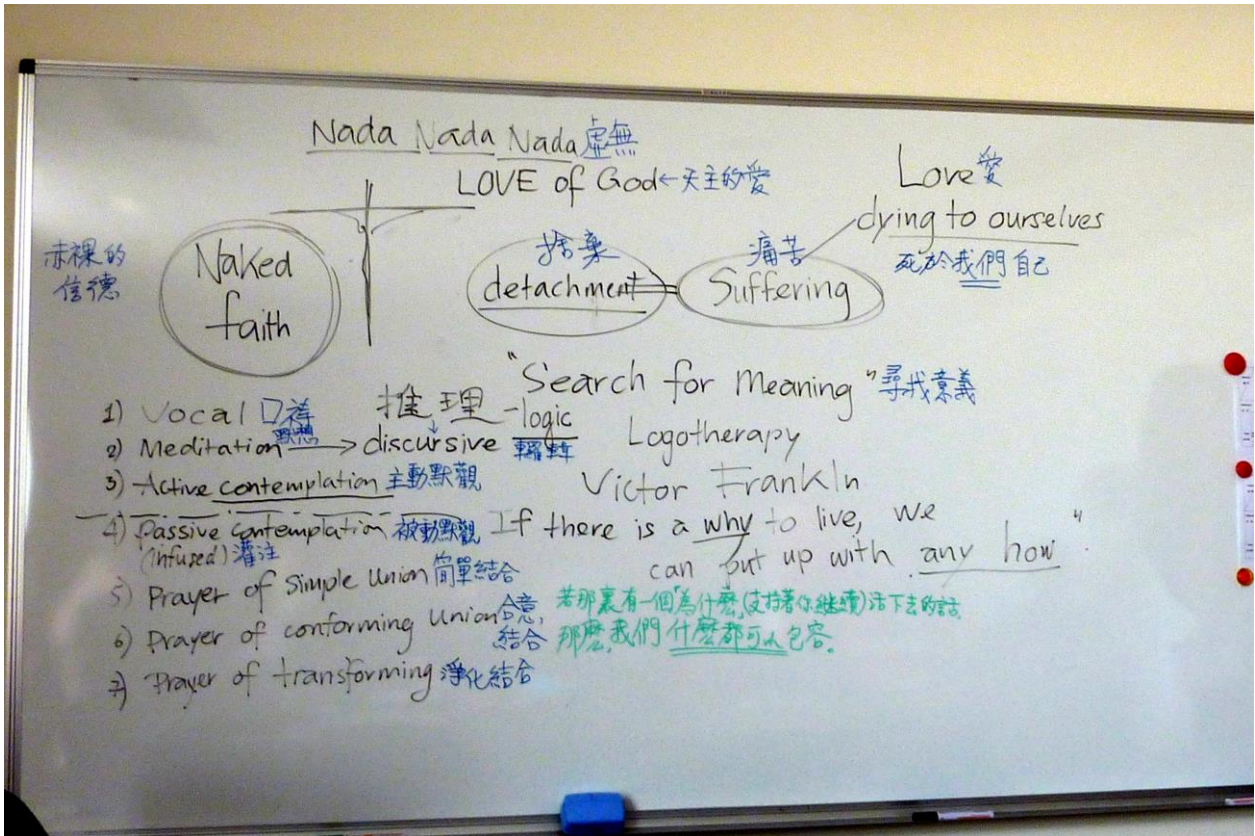 Nada Nada Nada 虛無
LOVE of God ← 天主的愛
Love 愛
dying to ourselves
死於我們自己
赤裸的
信德
Naked
faith
捨棄
detachment
痛苦
Suffering
"Search for Meaning" 尋找意義
推理 - logic
1) Vocal 口禱
2) Meditation 默想 → discursive
3) Active contemplation 主動默觀
4) Passive contemplation 被動默觀
(infused) 灌注
5) Prayer of Simple Union 簡單結合
6) Prayer of conforming Union 合意,
結合
7) Prayer of transforming 淨化結合
Logotherapy
Victor Frankln
If there is a why to live, we
can put up with any how".
若那裏有一個"為什麼"(支持著你繼續)活下去的話,
那麼,我們什麼都可以包容.